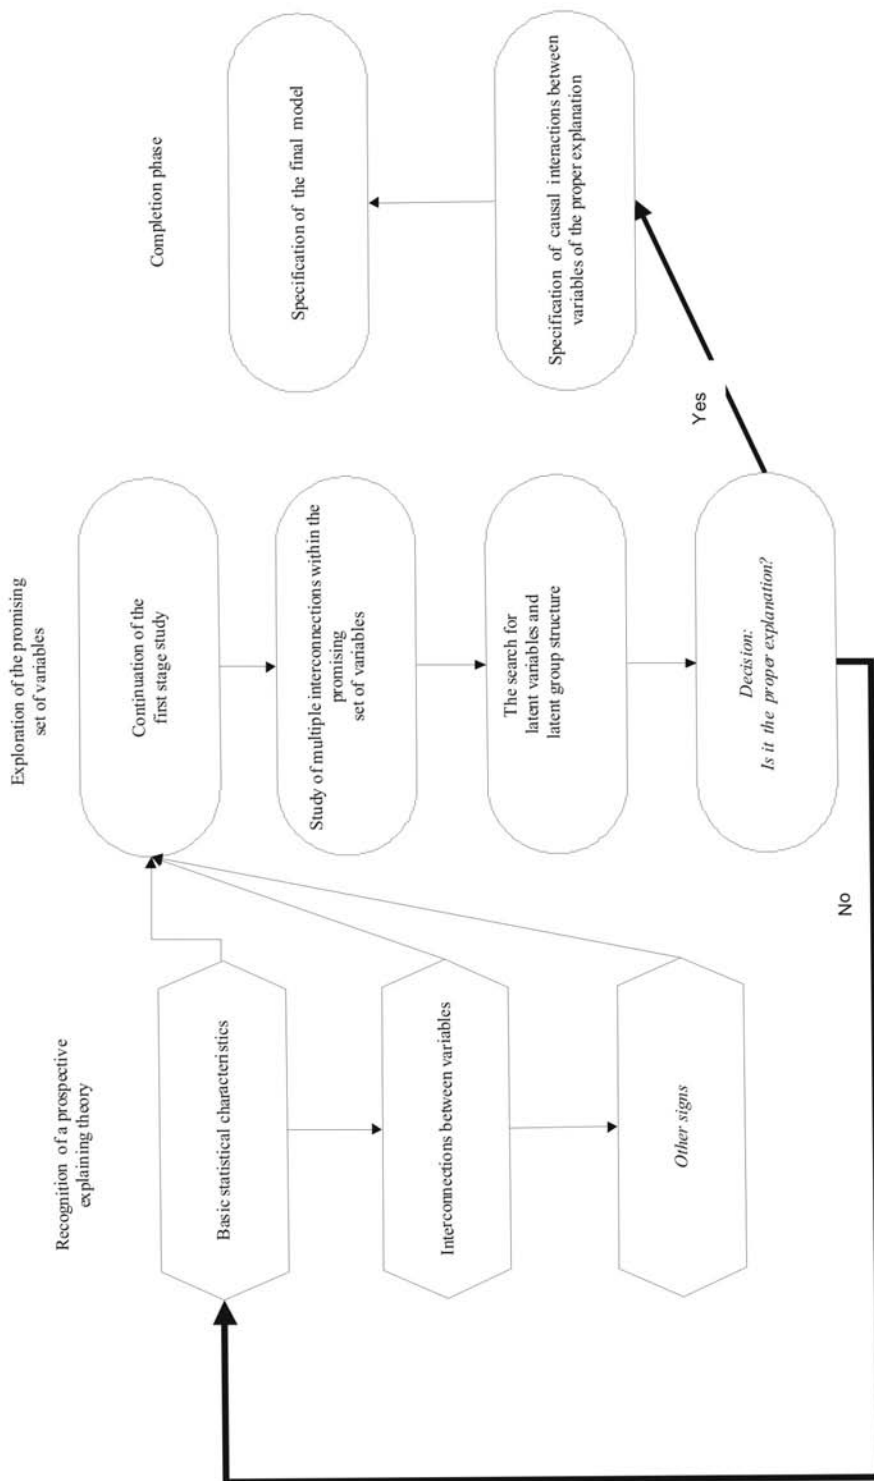 Recognition of a prospective
explaining theory
Basic statistical characteristics
Interconnections between variables
Other signs
Exploration of the promising
set of variables
Continuation of the
first stage study
Study of multiple interconnections within the
promising
set of variables
The search for
latent variables and
latent group structure
Decision:
Is it the proper explanation?
No
Yes
Completion phase
Specification of the final model
Specification of causal interactions between
variables of the proper explanation